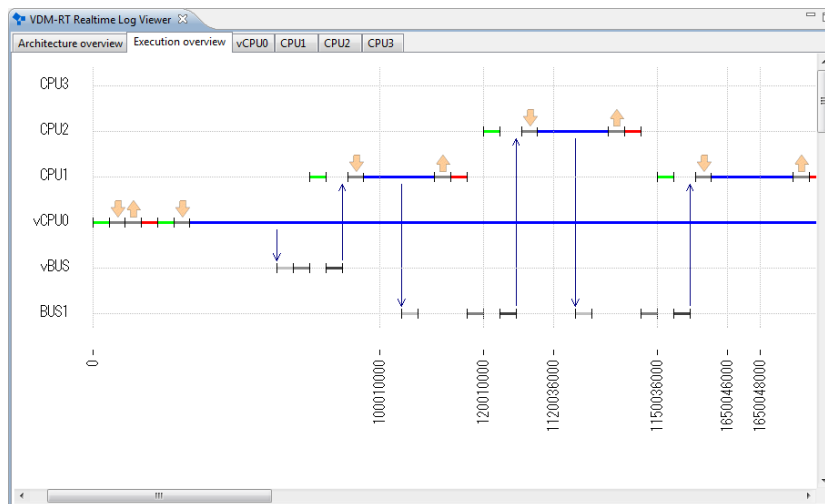 VDM-RT Realtime Log Viewer
Architecture overview Execution overview vCPU0 CPU1 CPU2 CPU3
CPU3
CPU2
CPU1
vCPU0
vBUS
BUS1
0
100010000
120010000
1120036000
1150036000
1650046000
1650048000